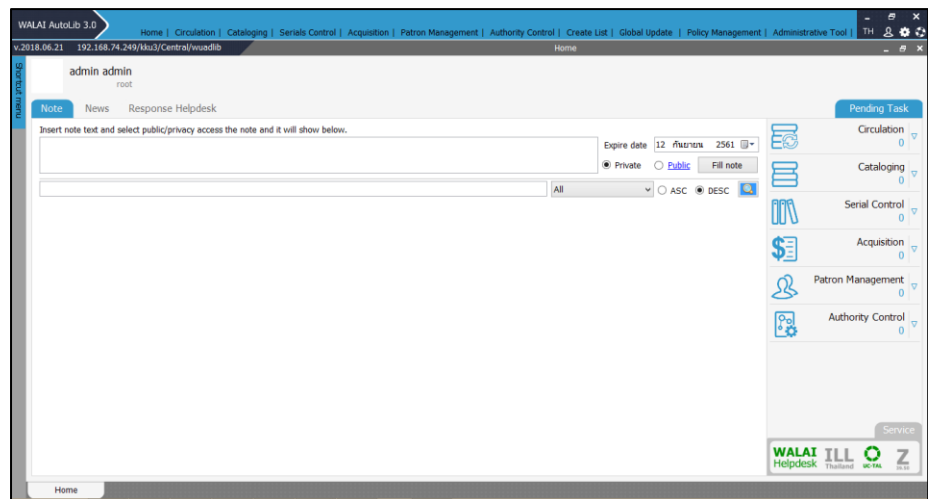 WALAI AutoLib 3.0
Home | Circulation | Cataloging | Serials Control | Acquisition | Patron Management | Authority Control | Create List | Global Update | Policy Management | Administrative Tool | TH
v.2018.06.21 192.168.74.249/kku3/Central/wuadlib Home
Shortcut menu
admin admin
root
Note News Response Helpdesk Pending Task
Insert note text and select public/privacy access the note and it will show below.
Expire date 12 กันยายน 2561
Private Public Fill note
All ASC DESC
Circulation
0
Cataloging
0
Serial Control
0
Acquisition
0
Patron Management
0
Authority Control
0
Service
WALAI Helpdesk
ILL Thailand
UC-TAL
Z 39.50
Home